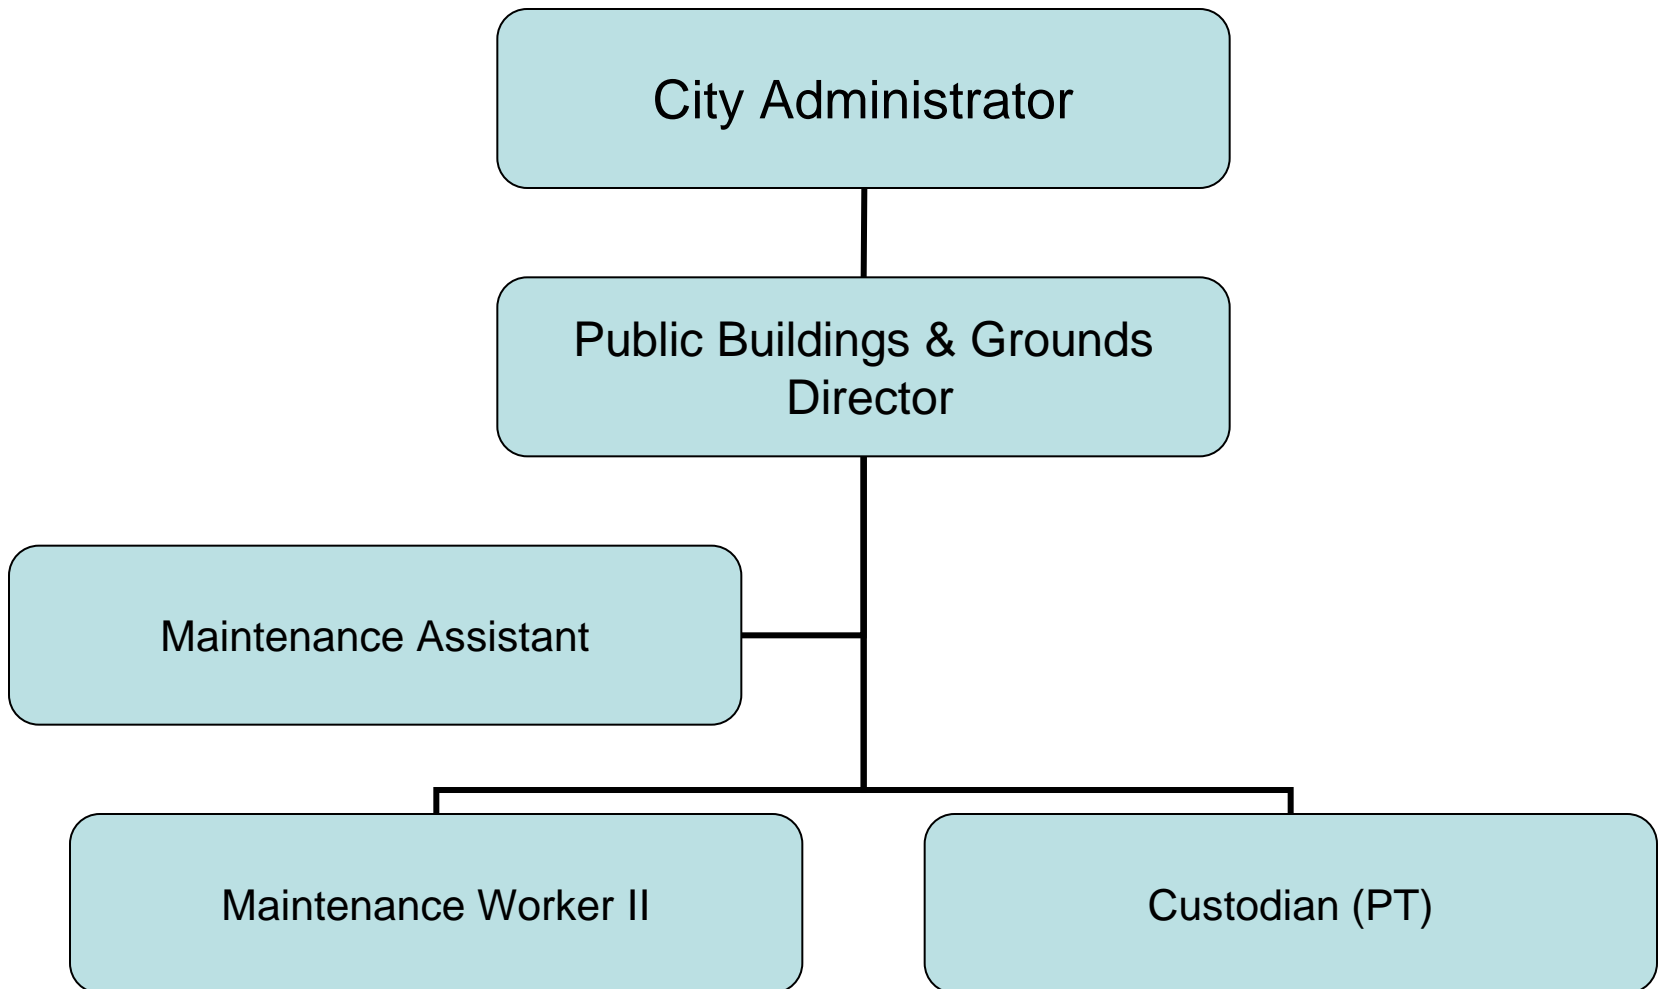 City Administrator
Public Buildings & Grounds
Director
Maintenance Assistant
Maintenance Worker II
Custodian (PT)